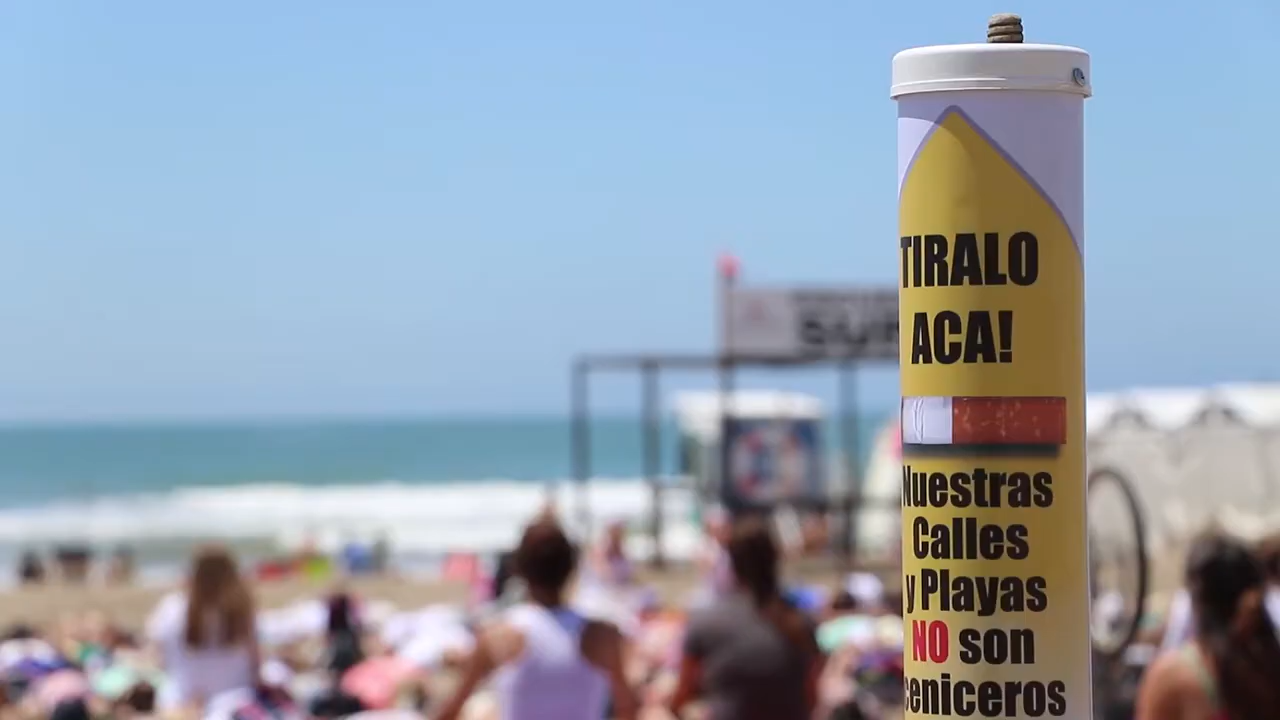 TIRALO
ACA!
Nuestras
Calles
y Playas
NO son
ceniceros